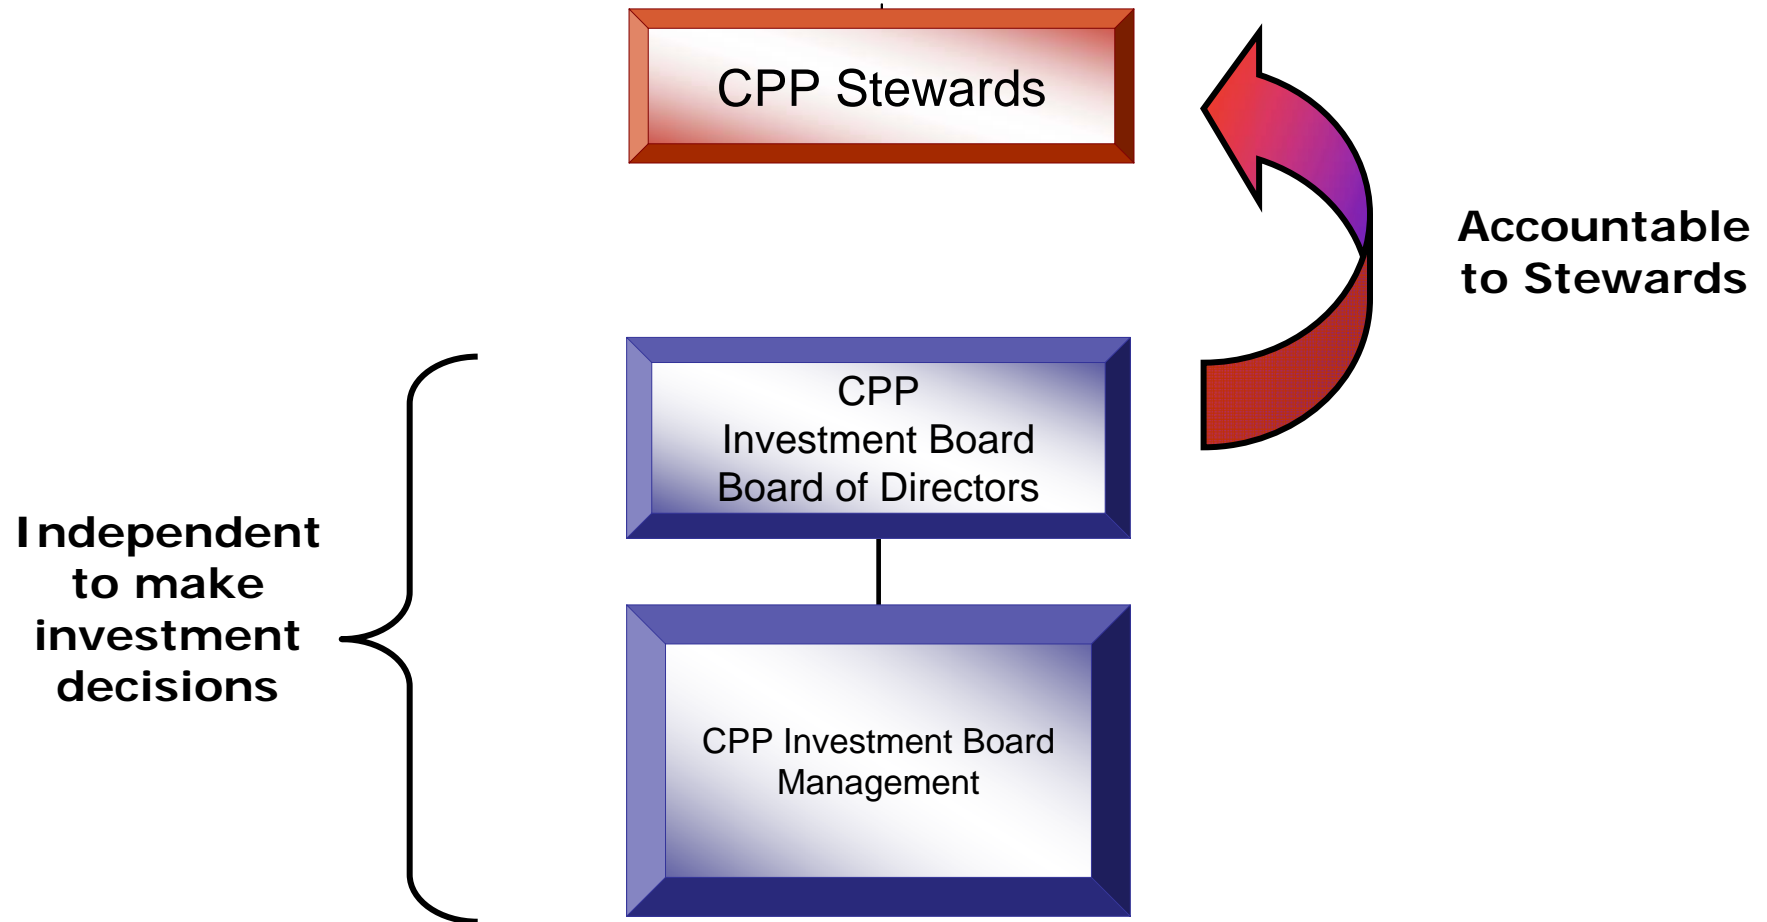 CPP Stewards
Accountable
to Stewards
CPP
Investment Board
Board of Directors
Independent
to make
investment
decisions
CPP Investment Board
Management